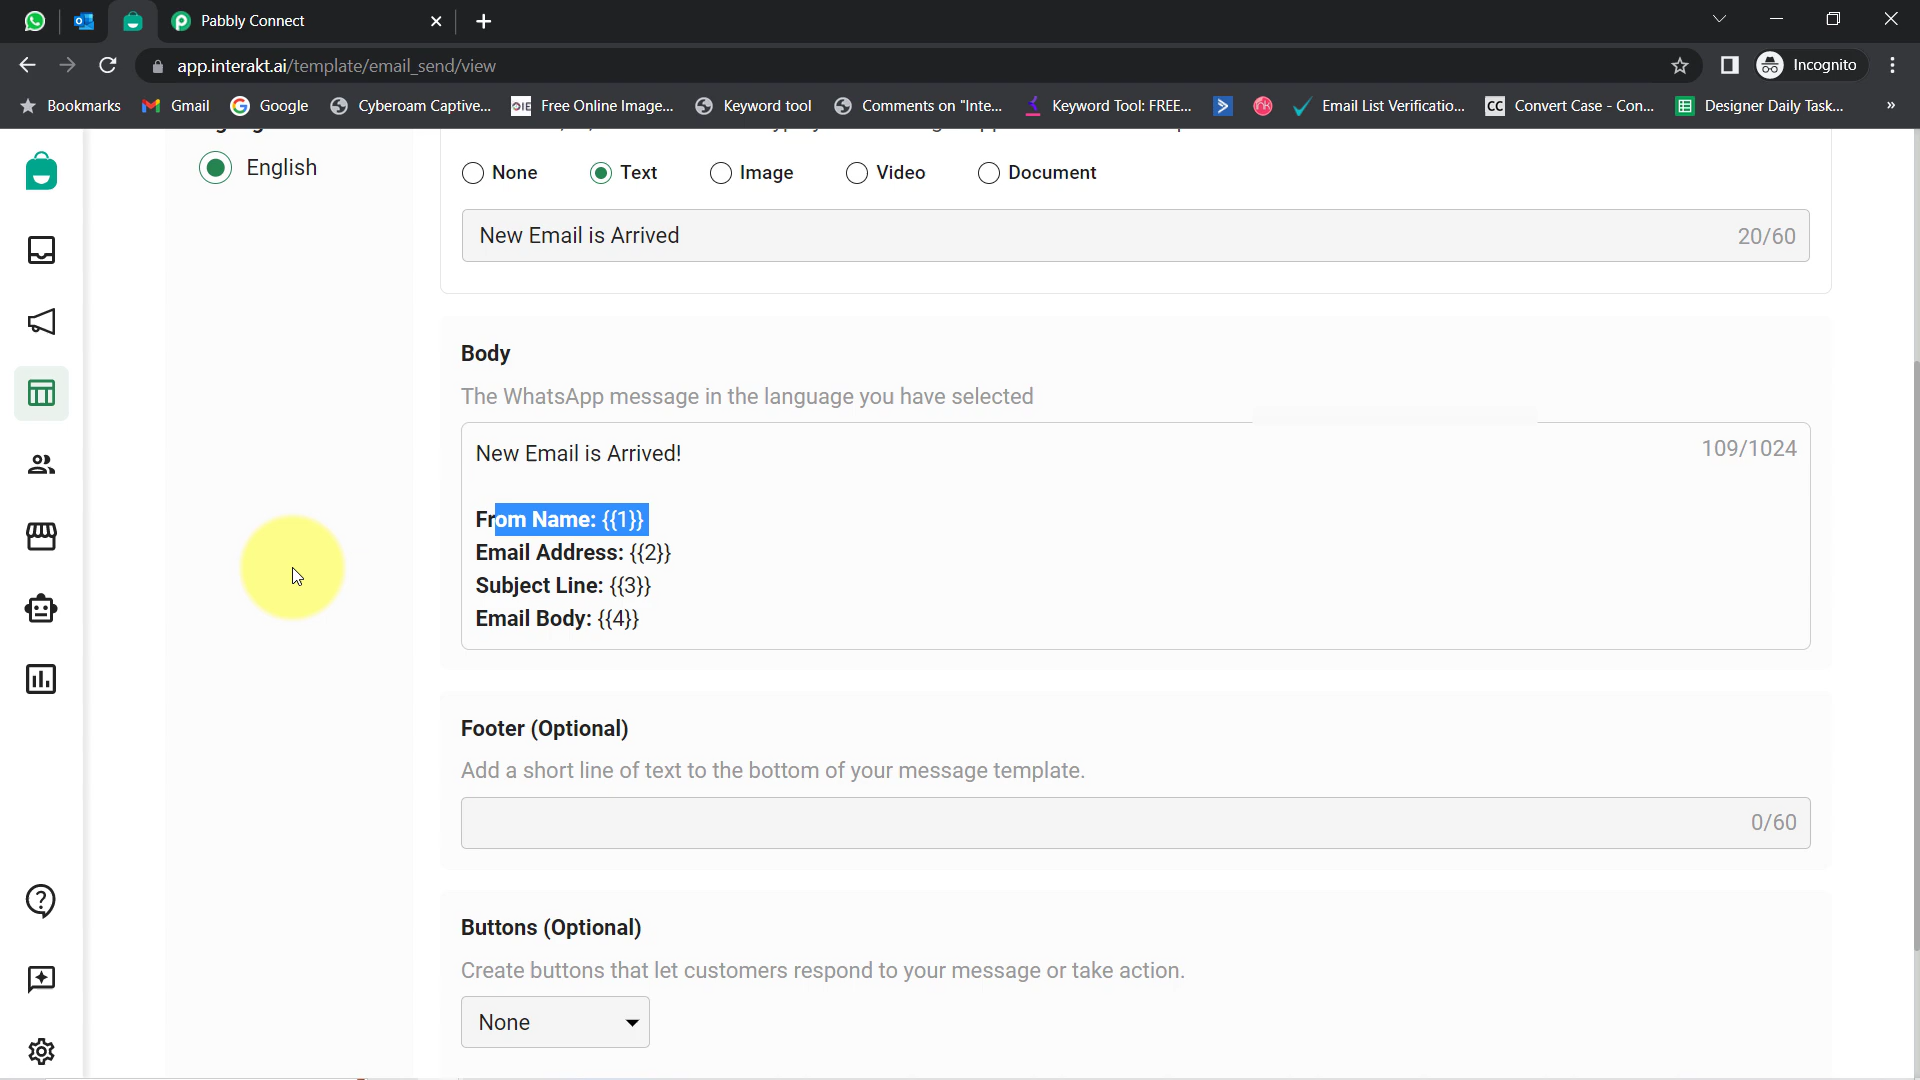 Pabbly Connect
app.interakt.ai/template/email_send/view
Incognito
Bookmarks
Gmail
Google
Cyberoam Captive...
Free Online Image...
Keyword tool
Comments on "Inte...
Keyword Tool: FREE...
Email List Verificatio...
CC Convert Case - Con...
Designer Daily Task...
»
English
None
Text
Image
Video
Document
New Email is Arrived
20/60
Body
The WhatsApp message in the language you have selected
New Email is Arrived!
109/1024
From Name: {{1}}
Email Address: {{2}}
Subject Line: {{3}}
Email Body: {{4}}
Footer (Optional)
Add a short line of text to the bottom of your message template.
0/60
Buttons (Optional)
Create buttons that let customers respond to your message or take action.
None